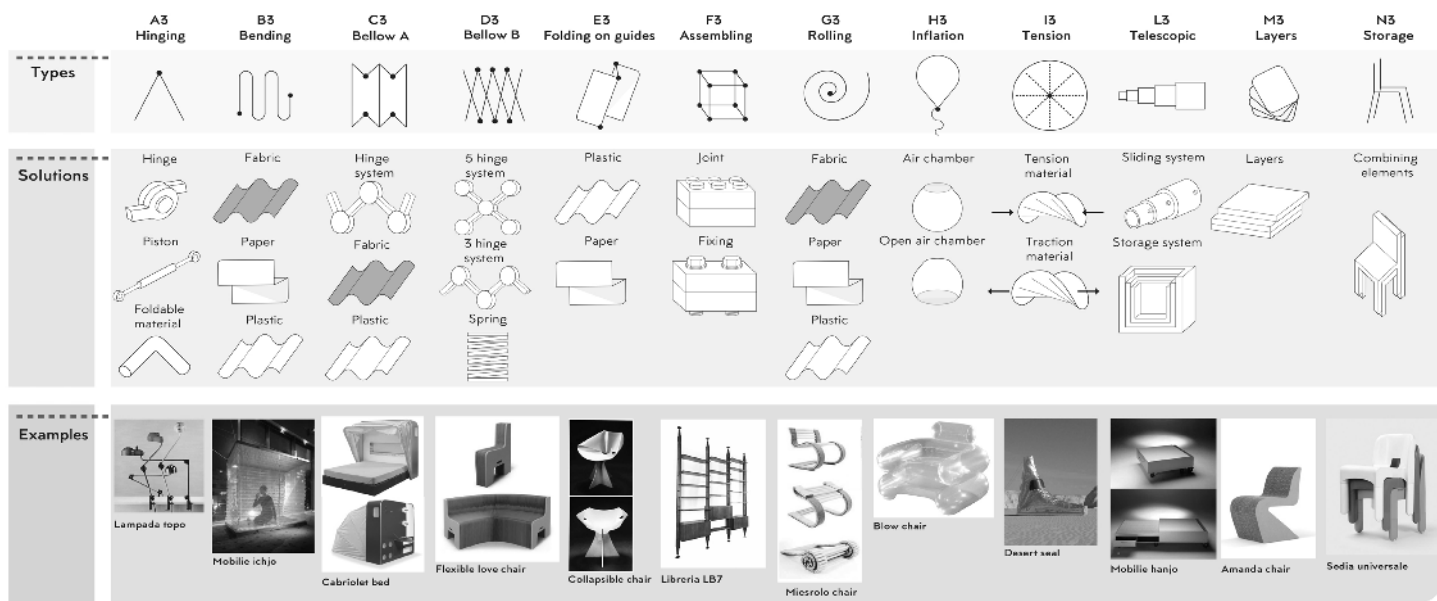 A3
Hinging
B3
Bending
C3
Bellow A
D3
Bellow B
E3
Folding on guides
F3
Assembling
G3
Rolling
H3
Inflation
I3
Tension
L3
Telescopic
M3
Layers
N3
Storage
Types
Solutions
Hinge
Piston
Foldable
material
Fabric
Paper
Plastic
Hinge
system
Fabric
Plastic
5 hinge
system
3 hinge
system
Spring
Plastic
Paper
Joint
Fixing
Fabric
Paper
Plastic
Air chamber
Open air chamber
Tension
material
Traction
material
Sliding system
Storage system
Layers
Combining
elements
Examples
Lampada topo
Mobilie ichjo
Cabriolet bed
Flexible love chair
Collapsible chair
Libreria LB7
Miesrolo chair
Blow chair
Desert seal
Mobilie hanjo
Amanda chair
Sedia universale